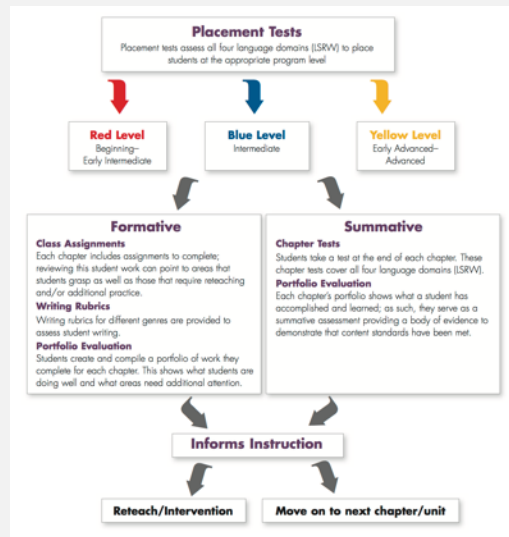 Placement Tests
Placement tests assess all four language domains (LSRW) to place
students at the appropriate program level
Red Level
Beginning–
Early Intermediate
Blue Level
Intermediate
Yellow Level
Early Advanced–
Advanced
Formative
Class Assignments
Each chapter includes assignments to complete;
reviewing this student work can point to areas that
students grasp as well as those that require reteaching
and/or additional practice.
Writing Rubrics
Writing rubrics for different genres are provided to
assess student writing.
Portfolio Evaluation
Students create and compile a portfolio of work they
complete for each chapter. This shows what students are
doing well and what areas need additional attention.
Summative
Chapter Tests
Students take a test at the end of each chapter. These
chapter tests cover all four language domains (LSRW).
Portfolio Evaluation
Each chapter's portfolio shows what a student has
accomplished and learned; as such, they serve as a
summative assessment providing a body of evidence to
demonstrate that content standards have been met.
Informs Instruction
Reteach/Intervention
Move on to next chapter/unit